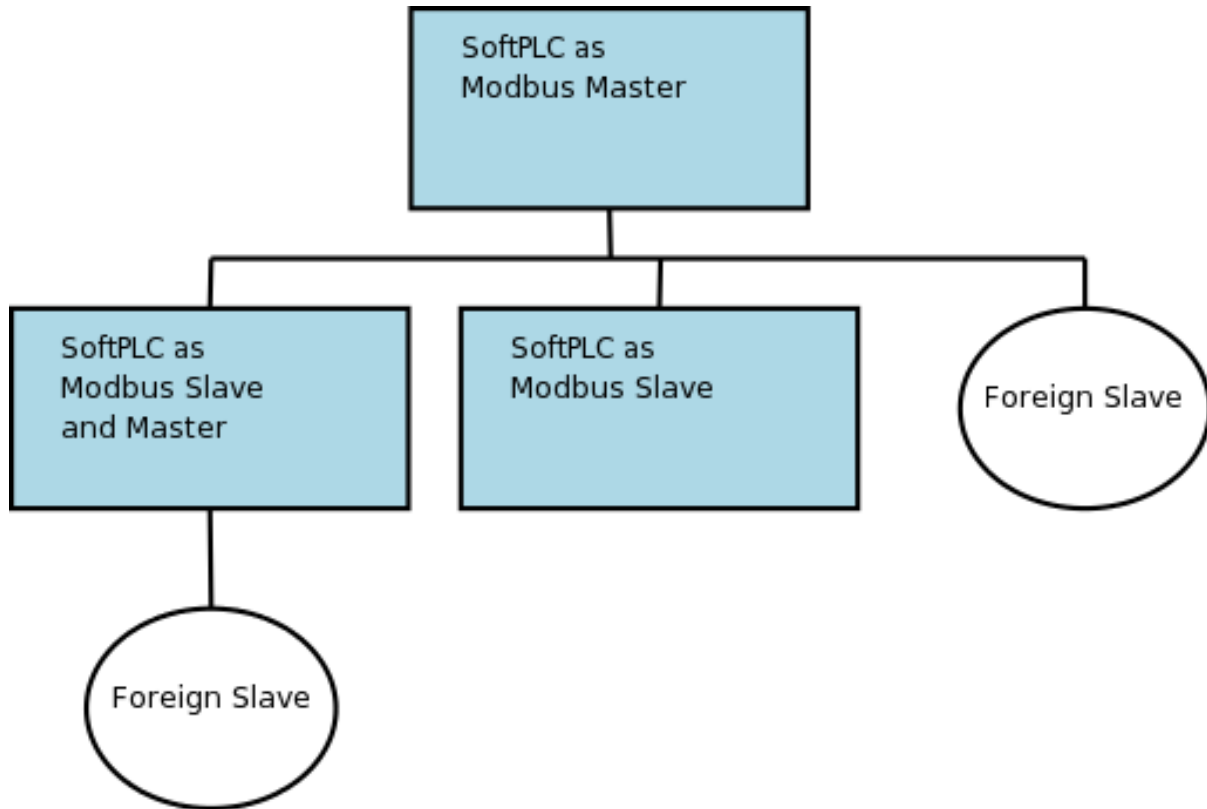 SoftPLC as
Modbus Master
SoftPLC as
Modbus Slave
and Master
SoftPLC as
Modbus Slave
Foreign Slave
Foreign Slave